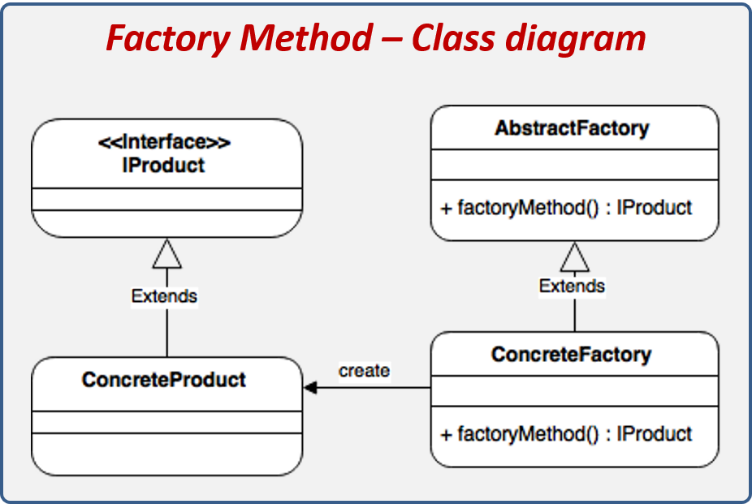 Factory Method – Class diagram
<<Interface>>
IProduct
Extends
ConcreteProduct
AbstractFactory
+ factoryMethod() : IProduct
Extends
ConcreteFactory
+ factoryMethod() : IProduct
create